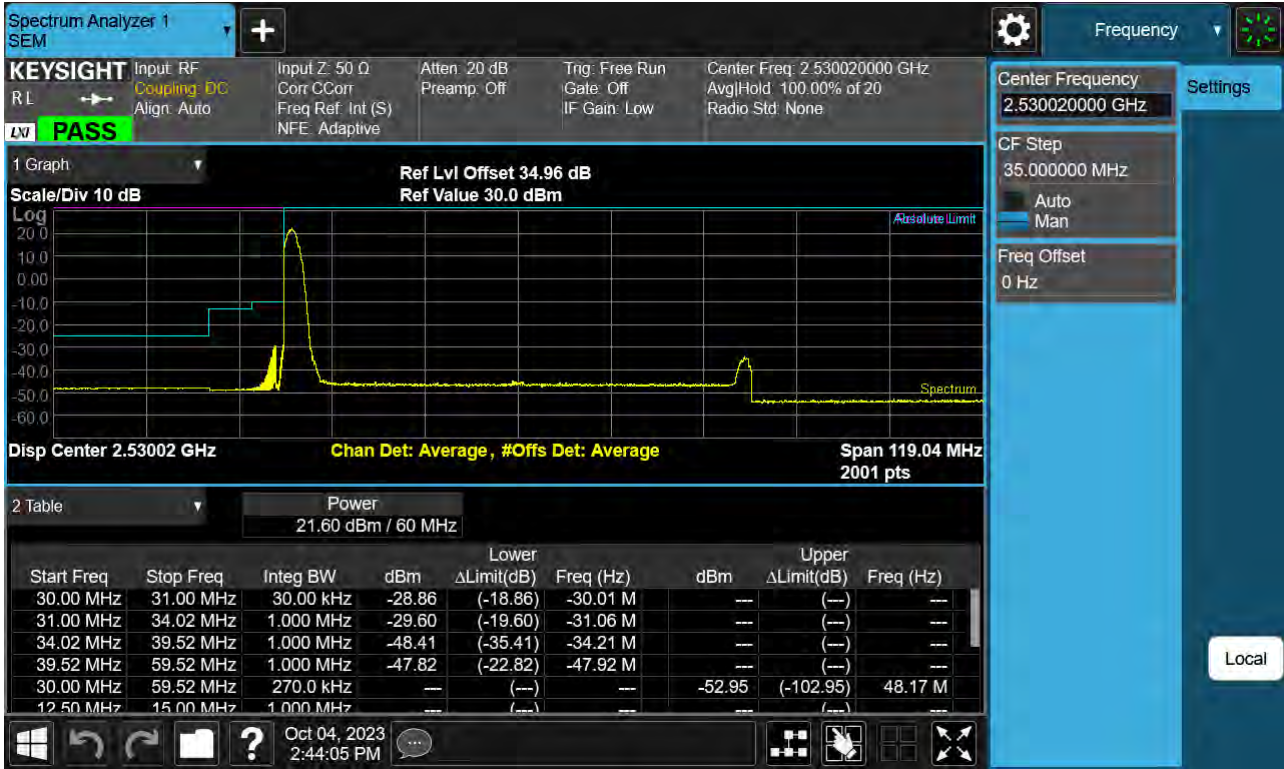 Spectrum Analyzer 1
SEM
+
Frequency
KEYSIGHT
Input: RF
Input Z: 50 Ω
Atten: 20 dB
Trig: Free Run
Center Freq: 2.530020000 GHz
RL
Coupling: DC
Corr CCorr
Preamp: Off
Gate: Off
Avg|Hold: 100.00% of 20
Align: Auto
Freq Ref: Int (S)
IF Gain: Low
Radio Std: None
NFE: Adaptive
LXI
PASS
Center Frequency
2.530020000 GHz
Settings
CF Step
35.000000 MHz
Auto
Man
Freq Offset
0 Hz
1 Graph
Ref Lvl Offset 34.96 dB
Scale/Div 10 dB
Ref Value 30.0 dBm
Log
Absolute Limit
20.0
10.0
0.00
-10.0
-20.0
-30.0
-40.0
-50.0
Spectrum
-60.0
Disp Center 2.53002 GHz
Chan Det: Average, #Offs Det: Average
Span 119.04 MHz
2001 pts
2 Table
Power
21.60 dBm / 60 MHz
Lower Upper
Start Freq Stop Freq Integ BW dBm ΔLimit(dB) Freq (Hz) dBm ΔLimit(dB) Freq (Hz)
30.00 MHz 31.00 MHz 30.00 kHz -28.86 (-18.86) -30.01 M --- (---) ---
31.00 MHz 34.02 MHz 1.000 MHz -29.60 (-19.60) -31.06 M --- (---) ---
34.02 MHz 39.52 MHz 1.000 MHz -48.41 (-35.41) -34.21 M --- (---) ---
39.52 MHz 59.52 MHz 1.000 MHz -47.82 (-22.82) -47.92 M --- (---) ---
30.00 MHz 59.52 MHz 270.0 kHz --- (---) --- -52.95 (-102.95) 48.17 M
12.50 MHz 15.00 MHz 1.000 MHz --- (---) --- --- (---) ---
Local
?
Oct 04, 2023
2:44:05 PM